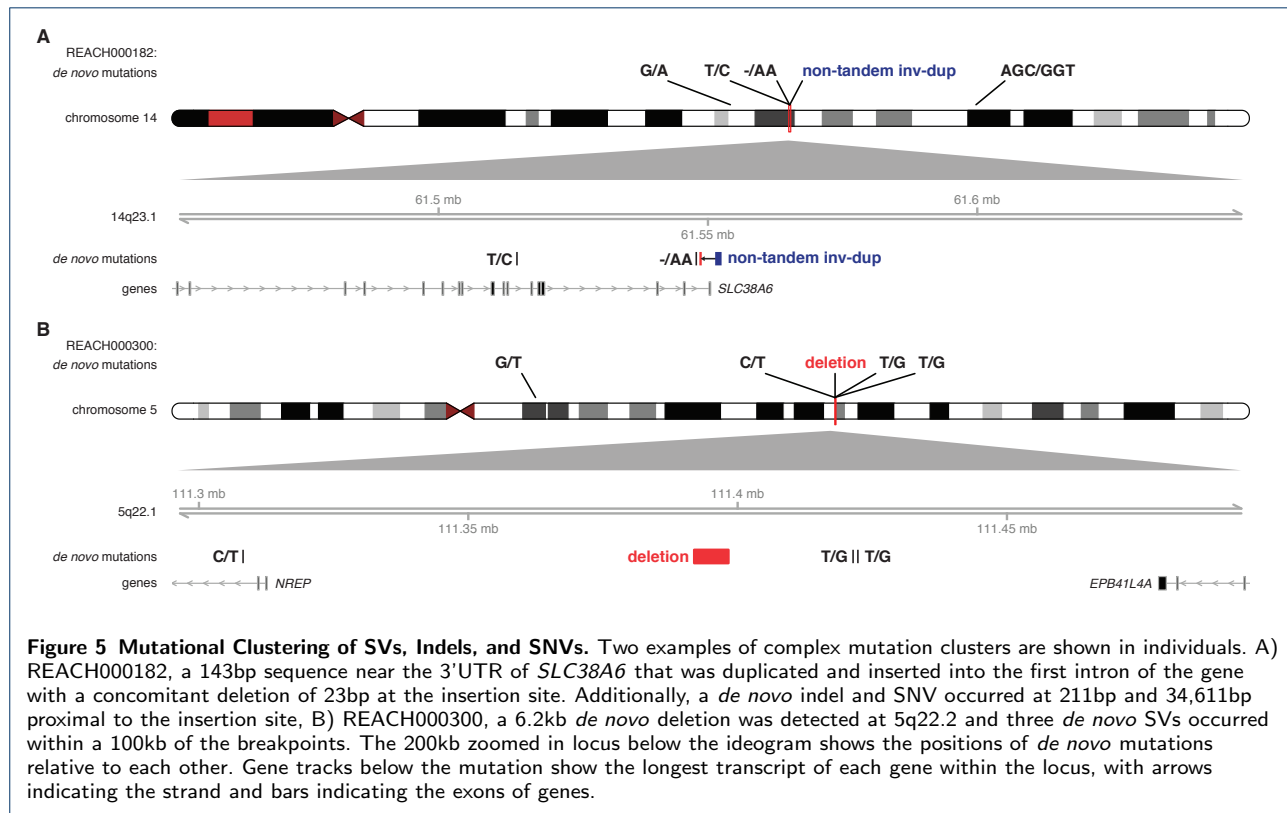 A
REACH000182:
de novo mutations
G/A T/C -/AA non-tandem inv-dup AGC/GGT
chromosome 14
61.5 mb 61.6 mb
14q23.1
61.55 mb
de novo mutations T/C -/AA non-tandem inv-dup
genes SLC38A6
B
REACH000300:
de novo mutations
G/T C/T deletion T/G T/G
chromosome 5
111.3 mb 111.4 mb
5q22.1
111.35 mb 111.45 mb
de novo mutations C/T deletion T/G T/G
genes NREP EPB41L4A
Figure 5 Mutational Clustering of SVs, Indels, and SNVs. Two examples of complex mutation clusters are shown in individuals. A)
REACH000182, a 143bp sequence near the 3'UTR of SLC38A6 that was duplicated and inserted into the first intron of the gene
with a concomitant deletion of 23bp at the insertion site. Additionally, a de novo indel and SNV occurred at 211bp and 34,611bp
proximal to the insertion site, B) REACH000300, a 6.2kb de novo deletion was detected at 5q22.2 and three de novo SVs occurred
within a 100kb of the breakpoints. The 200kb zoomed in locus below the ideogram shows the positions of de novo mutations
relative to each other. Gene tracks below the mutation show the longest transcript of each gene within the locus, with arrows
indicating the strand and bars indicating the exons of genes.